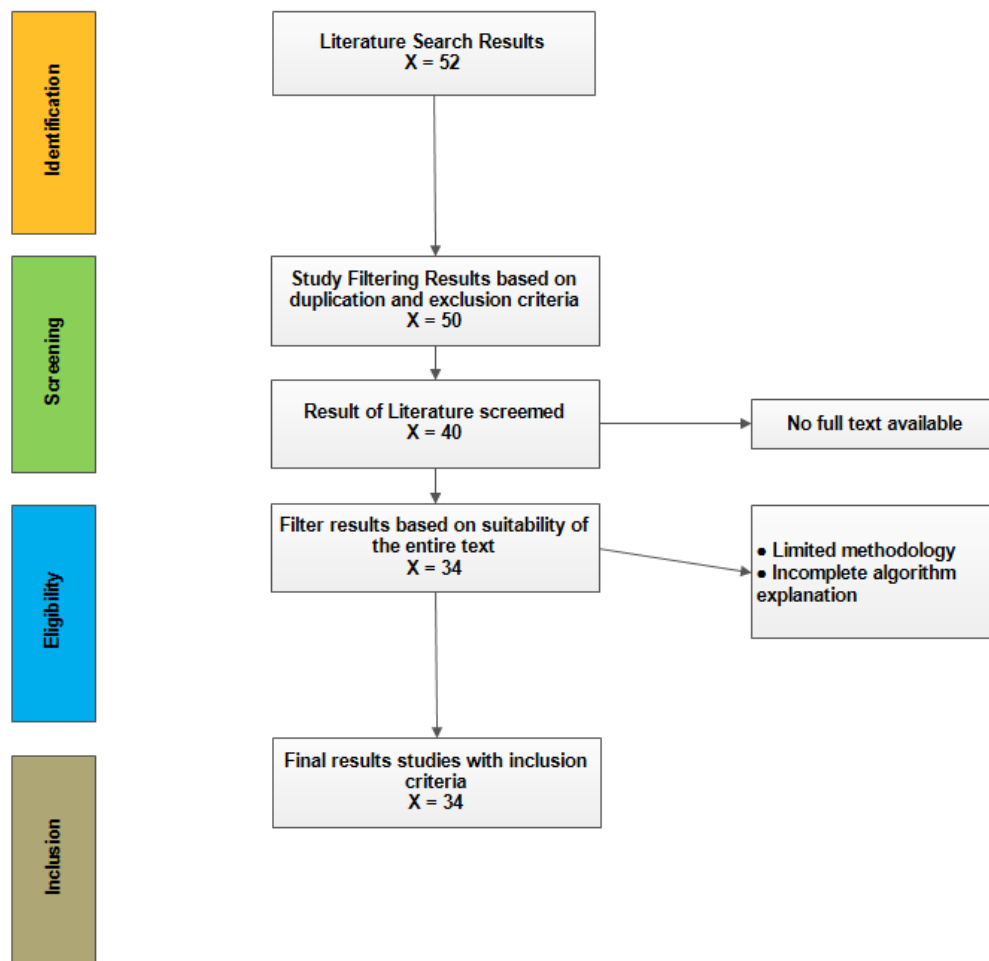 Identification
Literature Search Results
X = 52
Screening
Study Filtering Results based on
duplication and exclusion criteria
X = 50
Result of Literature screemed
X = 40
No full text available
Eligibility
Filter results based on suitability of
the entire text
X = 34
● Limited methodology
● Incomplete algorithm
explanation
Inclusion
Final results studies with inclusion
criteria
X = 34